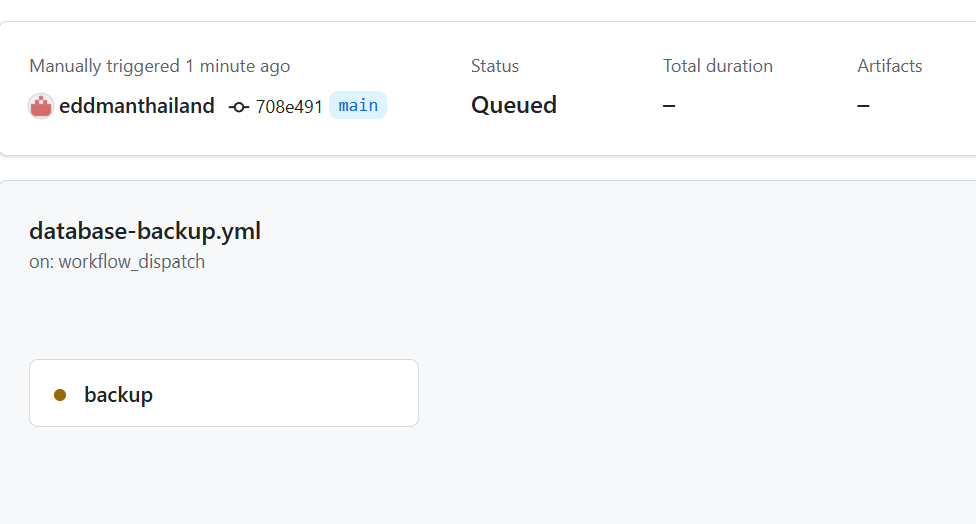 Manually triggered 1 minute ago
eddmanthailand 708e491 main
Status
Queued
Total duration
–
Artifacts
–
database-backup.yml
on: workflow_dispatch
backup